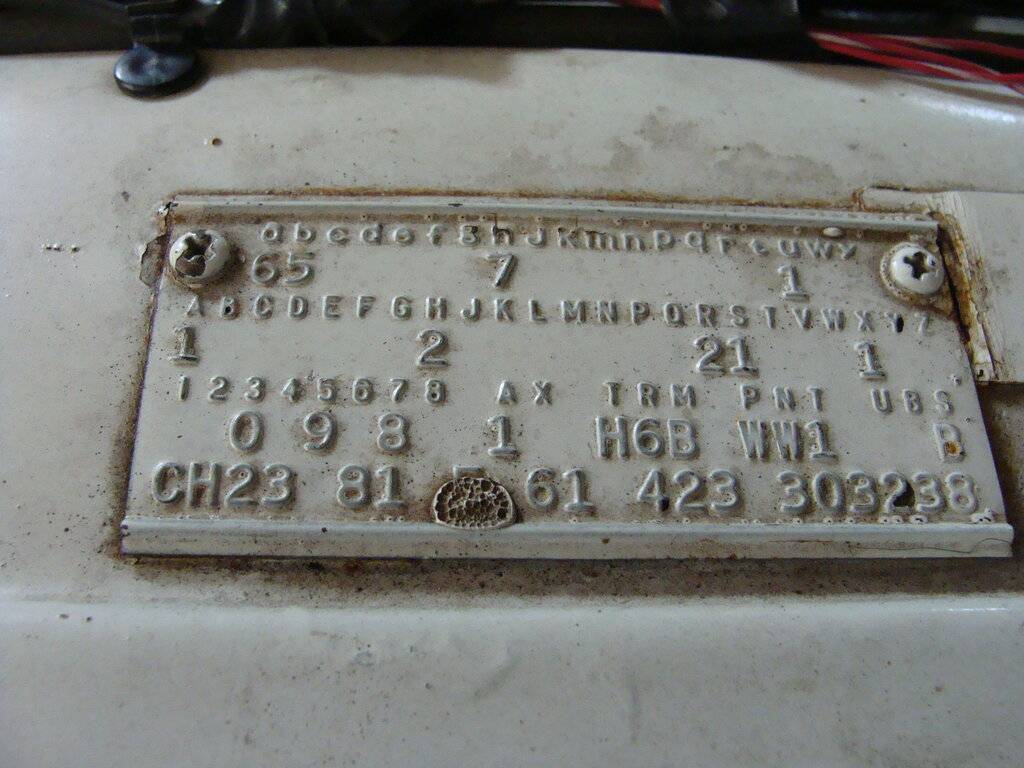 abcdefghjkmnpqrtuwx
65 7 1
ABCDEFGHJKLMNPQRSTVWXYZ
1 2 21 1
12345678 AX TRM PNT UBS
0 9 8 1 H6B WW1 B
CH23 81 61 423 303238